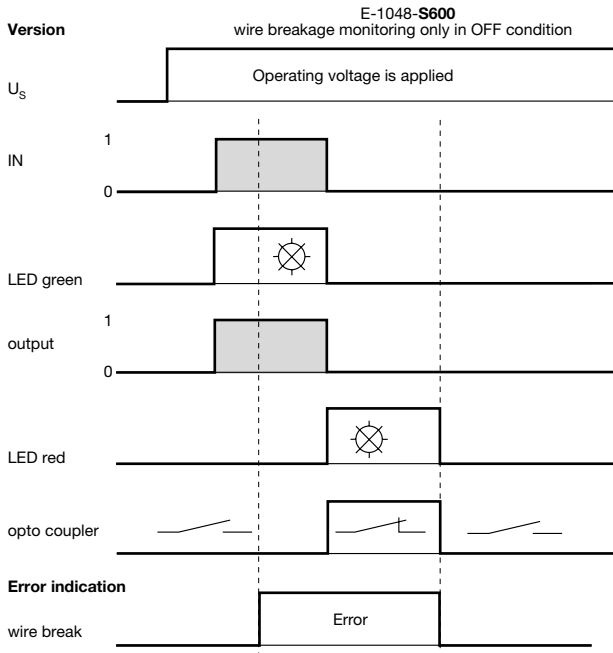 E-1048-S600
Version wire breakage monitoring only in OFF condition
Operating voltage is applied
US
1
IN
0
LED green
1
output
0
LED red
opto coupler
Error indication
Error
wire break